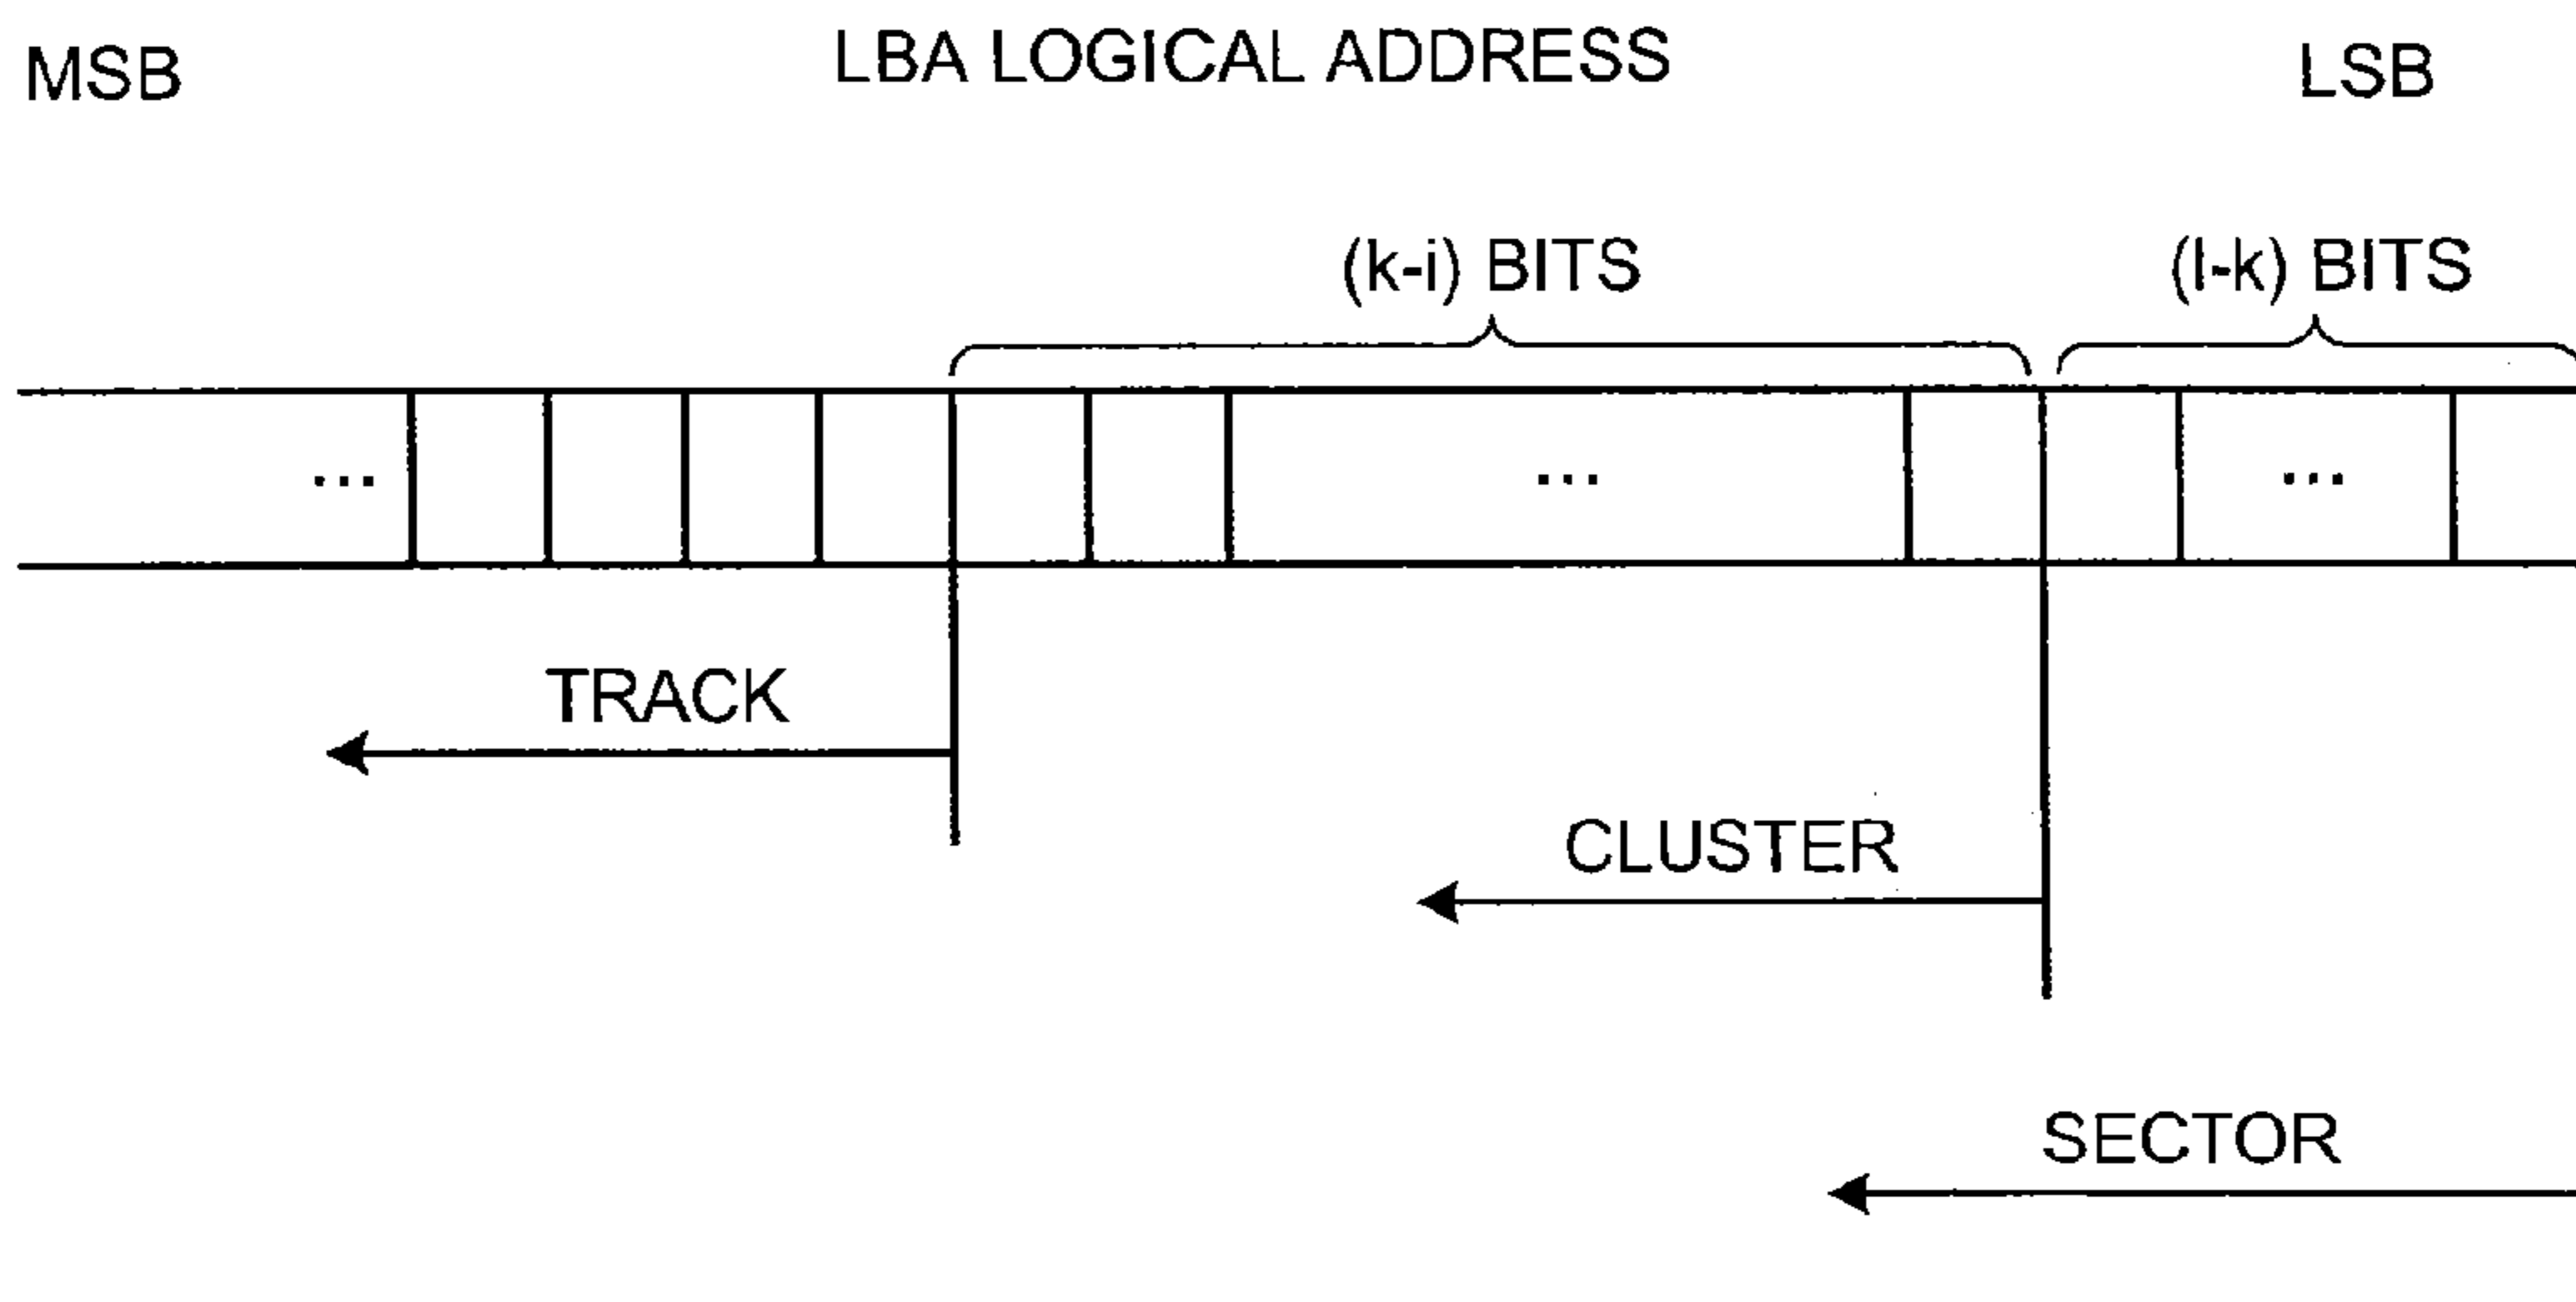 MSB LBA LOGICAL ADDRESS LSB
(k-i) BITS (l-k) BITS
... ... ...
TRACK
CLUSTER
SECTOR